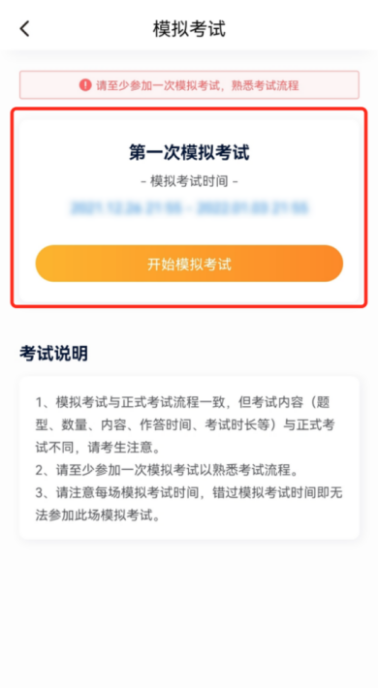 模拟考试
请至少参加一次模拟考试，熟悉考试流程
第一次模拟考试
- 模拟考试时间 -
开始模拟考试
考试说明
1、模拟考试与正式考试流程一致，但考试内容（题
型、数量、内容、作答时间、考试时长等）与正式考
试不同，请考生注意。
2、请至少参加一次模拟考试以熟悉考试流程。
3、请注意每场模拟考试时间，错过模拟考试时间即无
法参加此场模拟考试。